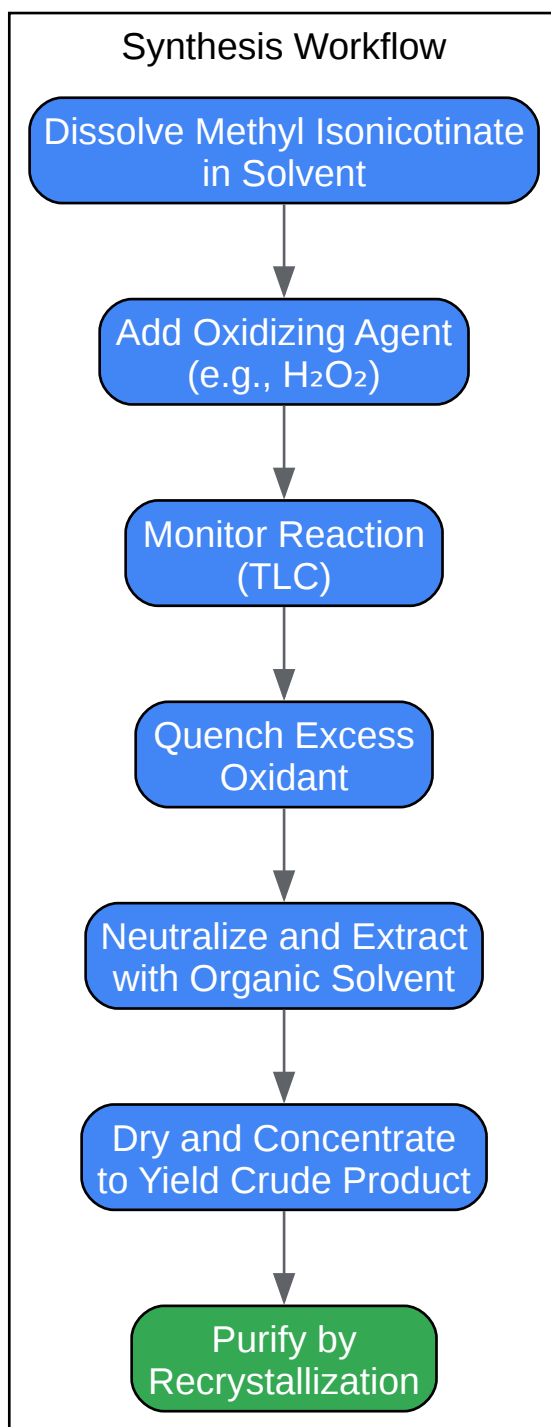 Synthesis Workflow
Dissolve Methyl Isonicotinate
in Solvent
Add Oxidizing Agent
(e.g., H₂O₂)
Monitor Reaction
(TLC)
Quench Excess
Oxidant
Neutralize and Extract
with Organic Solvent
Dry and Concentrate
to Yield Crude Product
Purify by
Recrystallization